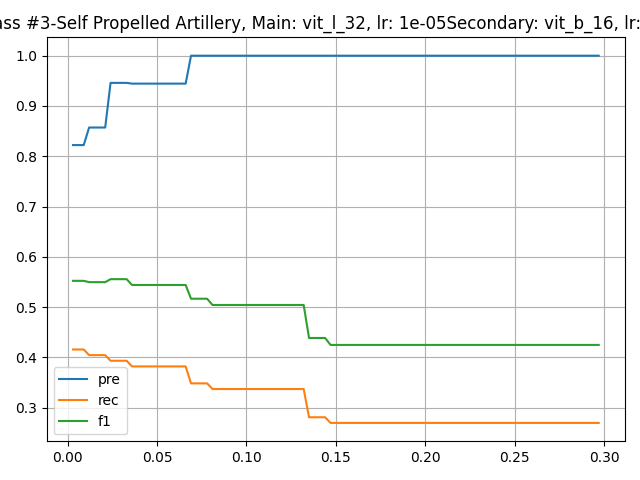 ass #3-Self Propelled Artillery, Main: vit_l_32, lr: 1e-05Secondary: vit_b_16, lr:
1.0
0.9
0.8
0.7
0.6
0.5
0.4
0.3
pre
rec
f1
0.00 0.05 0.10 0.15 0.20 0.25 0.30